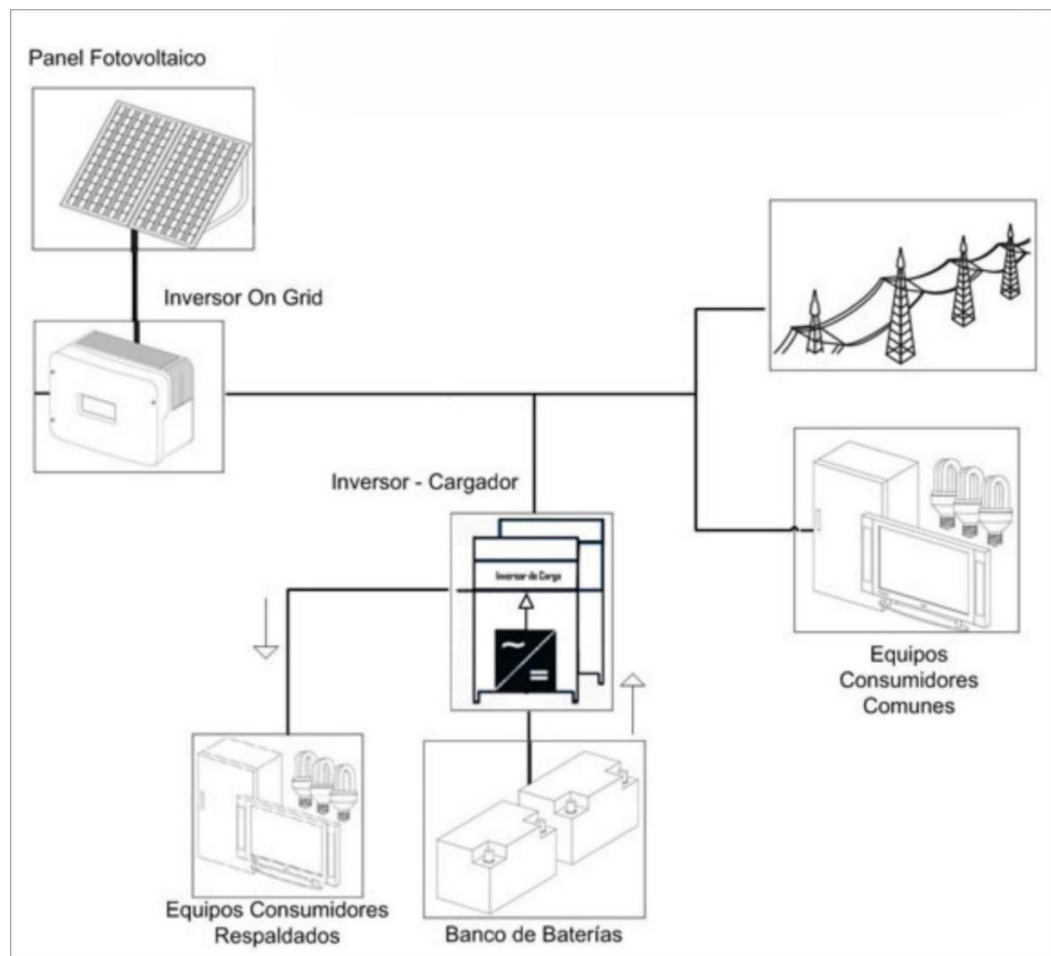 Panel Fotovoltaico
Inversor On Grid
Inversor - Cargador
Inversor de Carga
Equipos
Consumidores
Comunes
Equipos Consumidores
Respaldados
Banco de Baterías